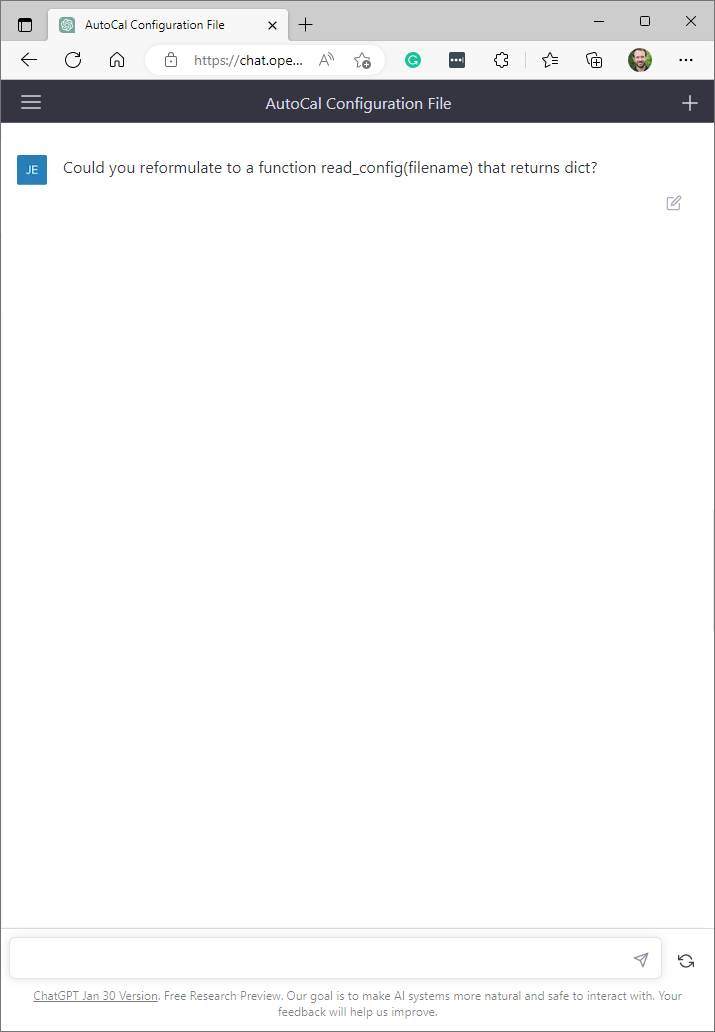 AutoCal Configuration File
https://chat.ope...
AutoCal Configuration File
JE
Could you reformulate to a function read_config(filename) that returns dict?
ChatGPT Jan 30 Version. Free Research Preview. Our goal is to make AI systems more natural and safe to interact with. Your
feedback will help us improve.